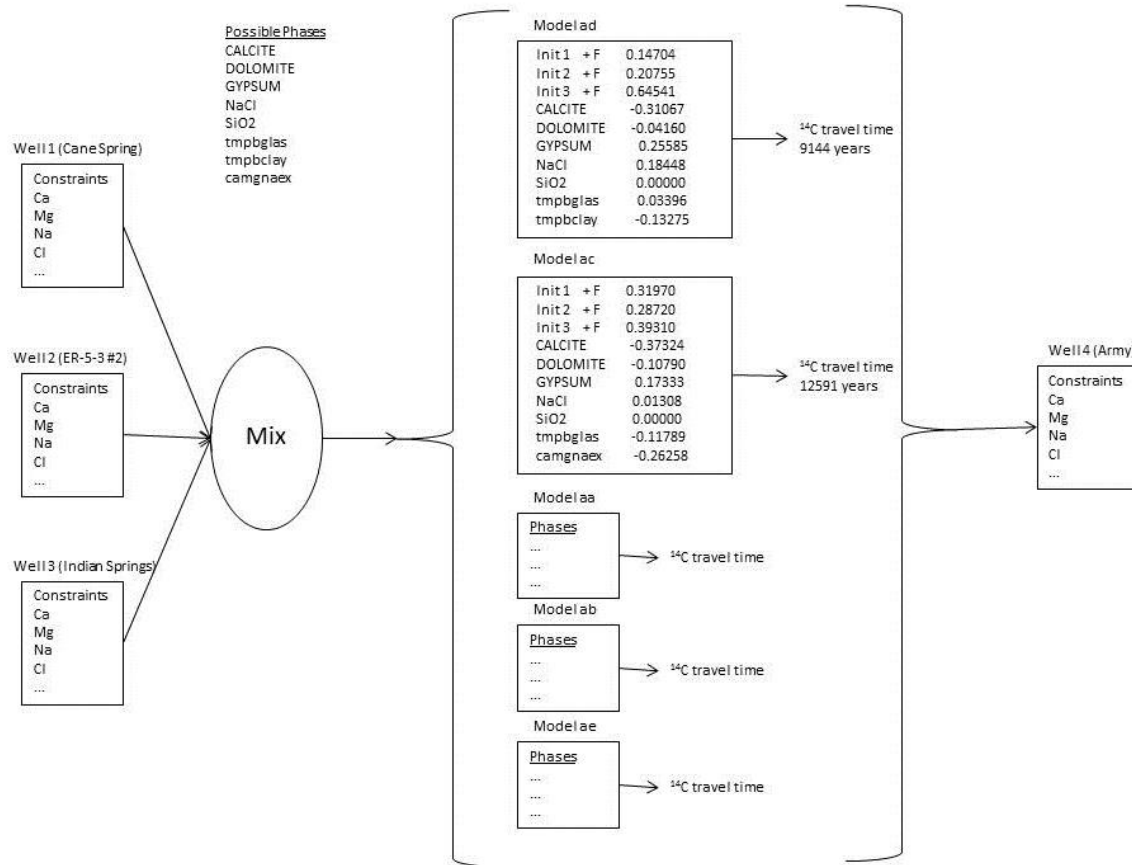 Possible Phases
CALCITE
DOLOMITE
GYPSUM
NaCl
SiO2
tmpbglas
tmpbclay
camgnaex
Well 1 (Cane Spring)
Constraints
Ca
Mg
Na
Cl
...
Well 2 (ER-5-3 #2)
Constraints
Ca
Mg
Na
Cl
...
Well 3 (Indian Springs)
Constraints
Ca
Mg
Na
Cl
...
Mix
Model ad
Init 1 + F 0.14704
Init 2 + F 0.20755
Init 3 + F 0.64541
CALCITE -0.31067
DOLOMITE -0.04160
GYPSUM 0.25585
NaCl 0.18448
SiO2 0.00000
tmpbglas 0.03396
tmpbclay -0.13275
¹⁴C travel time
9144 years
Model ac
Init 1 + F 0.31970
Init 2 + F 0.28720
Init 3 + F 0.39310
CALCITE -0.37324
DOLOMITE -0.10790
GYPSUM 0.17333
NaCl 0.01308
SiO2 0.00000
tmpbglas -0.11789
camgnaex -0.26258
¹⁴C travel time
12591 years
Model aa
Phases
...
...
...
¹⁴C travel time
Model ab
Phases
...
...
...
¹⁴C travel time
Model ae
Phases
...
...
...
¹⁴C travel time
Well 4 (Army
Constraints
Ca
Mg
Na
Cl
...